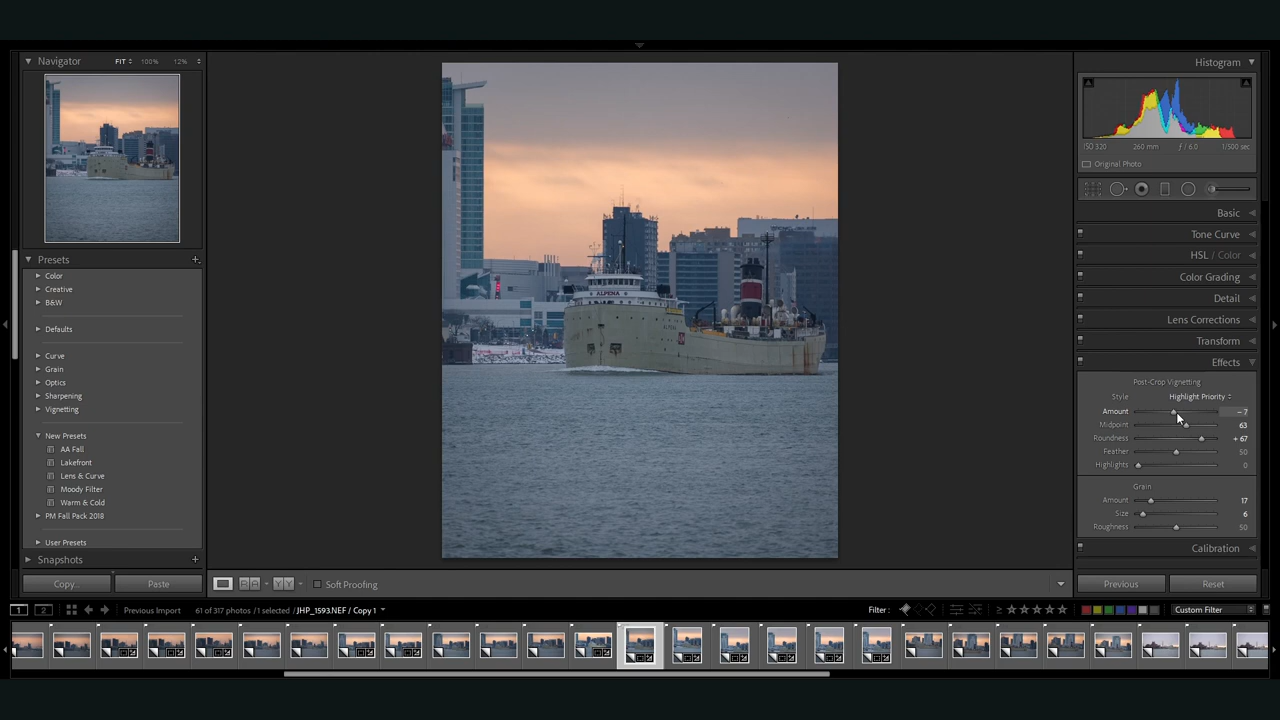 Navigator
FIT
100%
12%
Presets
Color
Creative
B&W
Defaults
Curve
Grain
Optics
Sharpening
Vignetting
New Presets
AA Fall
Lakefront
Lens & Curve
Moody Filter
Warm & Cold
PM Fall Pack 2018
User Presets
Snapshots
Copy...
Paste
ALPENA
ALPENA
Soft Proofing
Histogram
ISO 320
260 mm
ƒ / 6.0
1/500 sec
Original Photo
Basic
Tone Curve
HSL / Color
Color Grading
Detail
Lens Corrections
Transform
Effects
Post-Crop Vignetting
Style Highlight Priority
Amount – 7
Midpoint 63
Roundness + 67
Feather 50
Highlights 0
Grain
Amount 17
Size 6
Roughness 50
Calibration
Previous
Reset
1
2
Previous Import
61 of 317 photos / 1 selected / JHP_1593.NEF / Copy 1
Filter :
Custom Filter